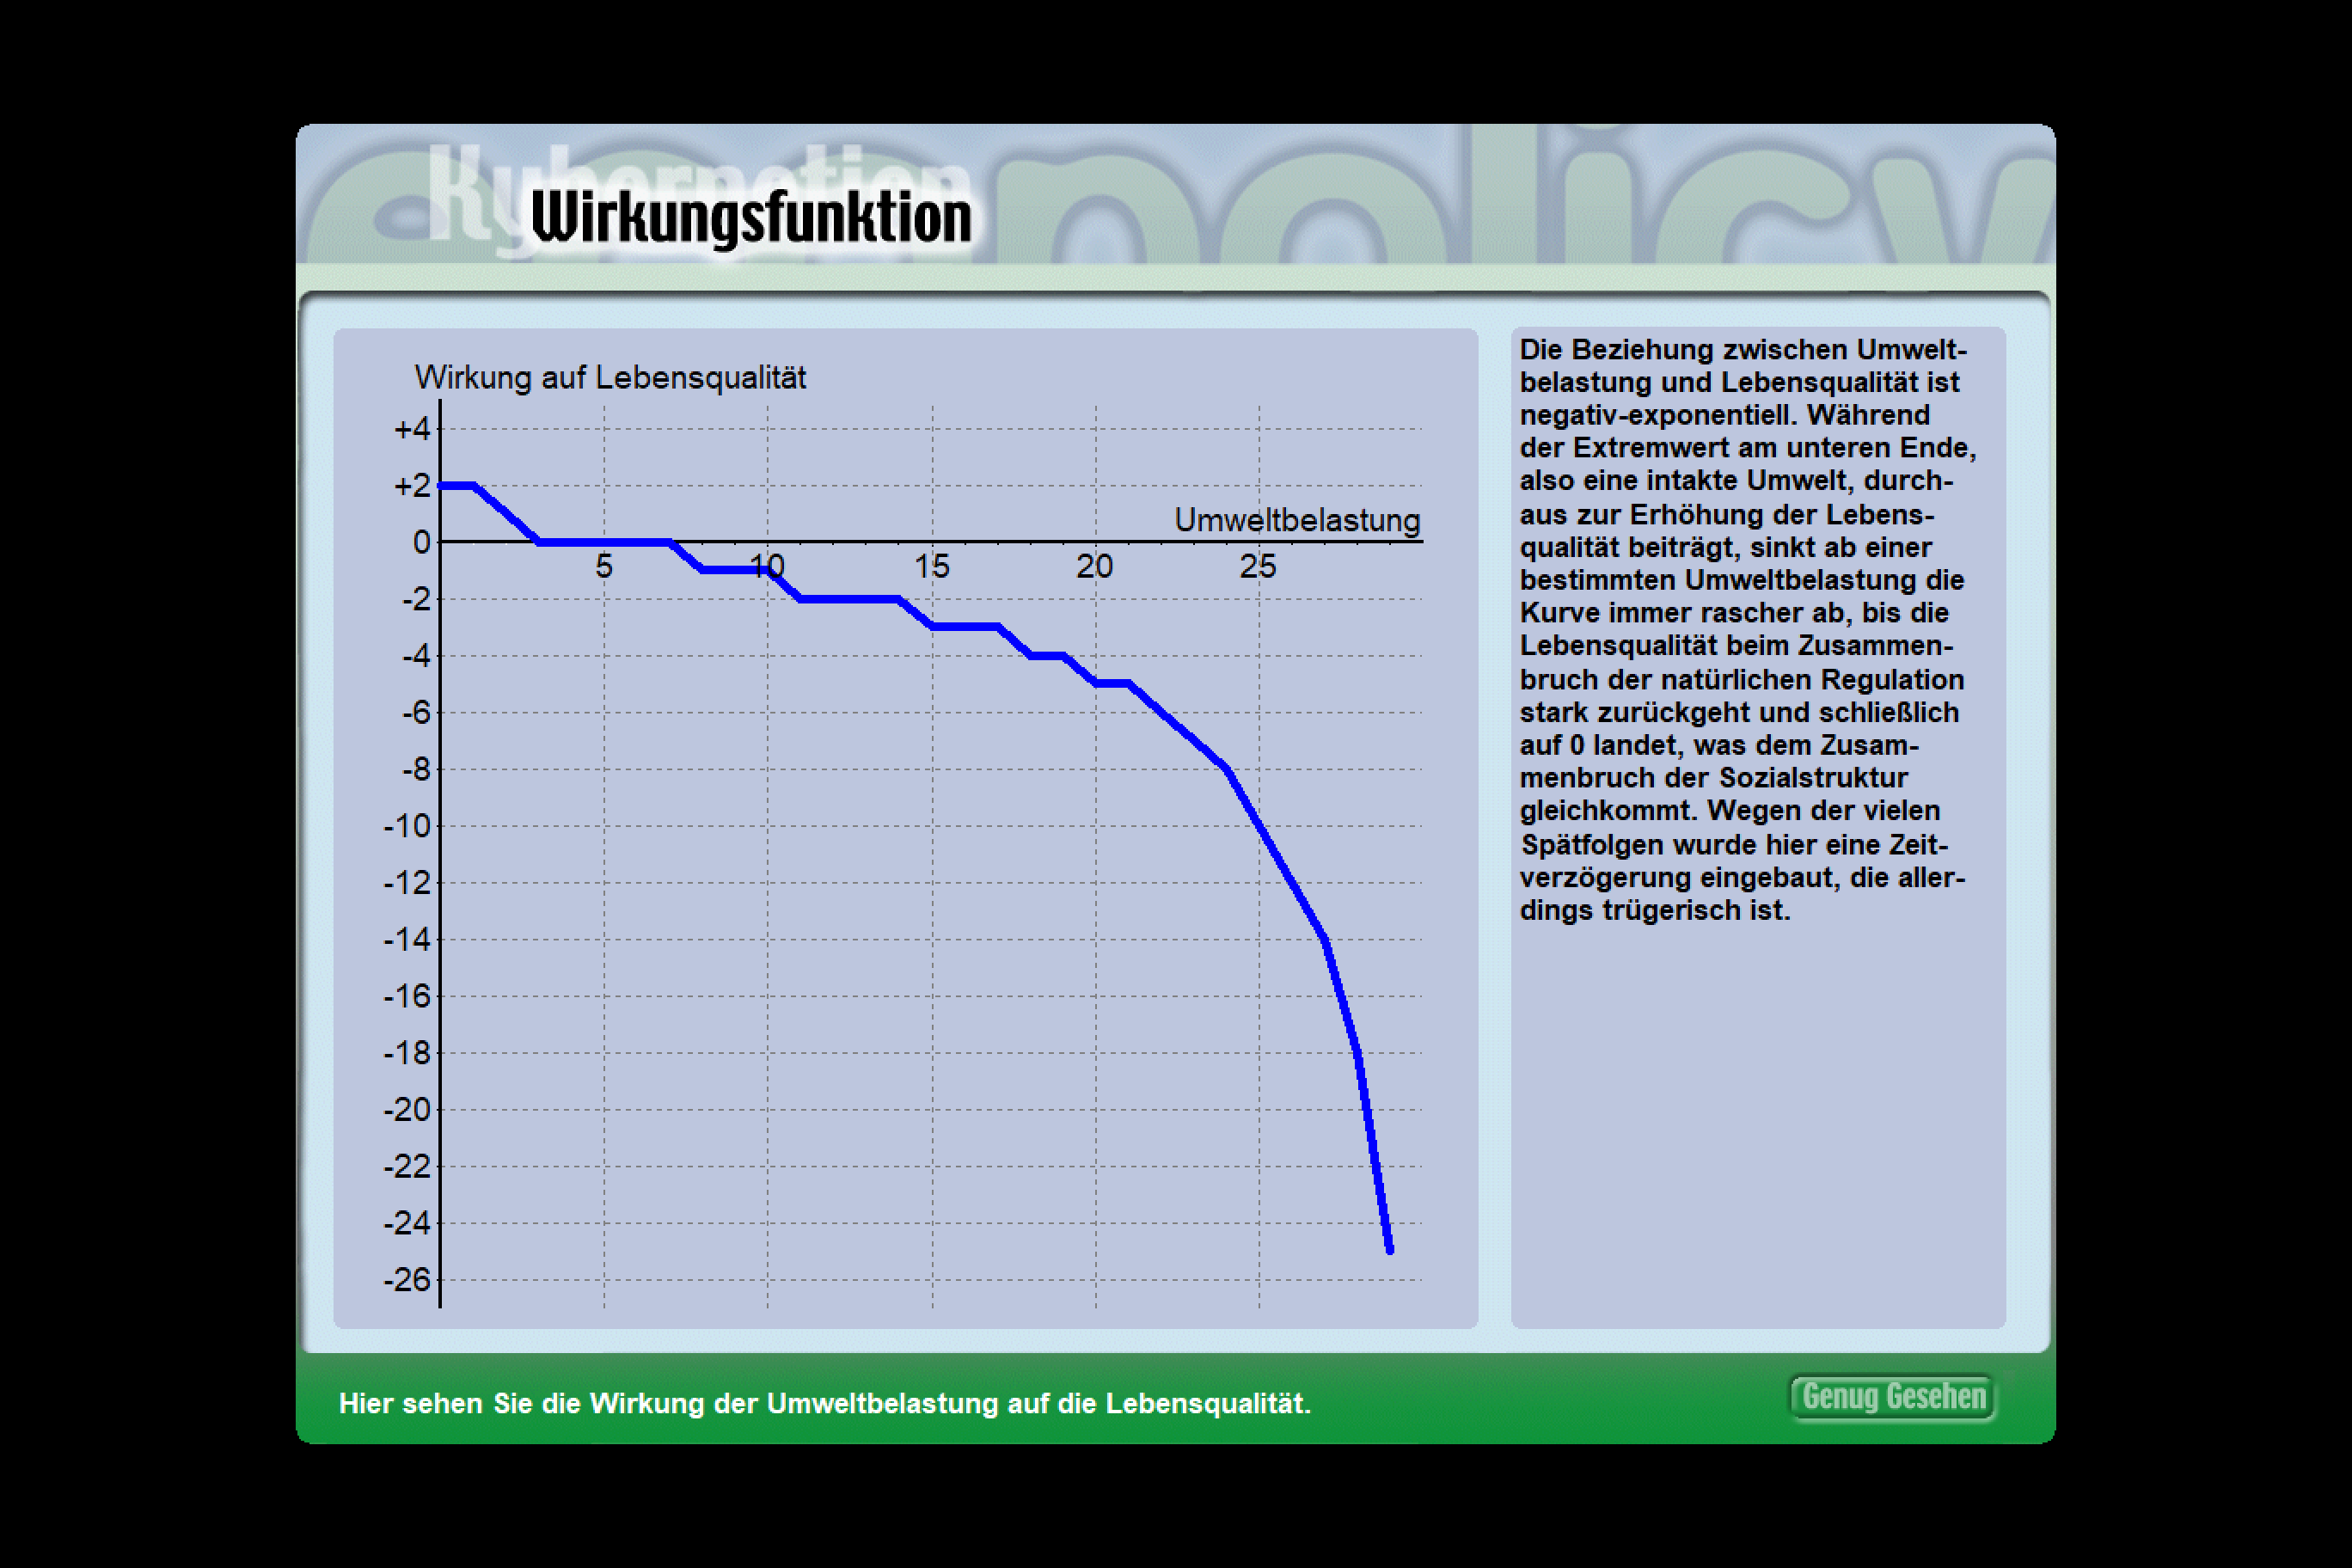 ecopolicy
Kybernetien
Wirkungsfunktion
Wirkung auf Lebensqualität
+4
+2
Umweltbelastung
0
5 10 15 20 25
-2
-4
-6
-8
-10
-12
-14
-16
-18
-20
-22
-24
-26
Die Beziehung zwischen Umwelt-
belastung und Lebensqualität ist
negativ-exponentiell. Während
der Extremwert am unteren Ende,
also eine intakte Umwelt, durch-
aus zur Erhöhung der Lebens-
qualität beiträgt, sinkt ab einer
bestimmten Umweltbelastung die
Kurve immer rascher ab, bis die
Lebensqualität beim Zusammen-
bruch der natürlichen Regulation
stark zurückgeht und schließlich
auf 0 landet, was dem Zusam-
menbruch der Sozialstruktur
gleichkommt. Wegen der vielen
Spätfolgen wurde hier eine Zeit-
verzögerung eingebaut, die aller-
dings trügerisch ist.
Hier sehen Sie die Wirkung der Umweltbelastung auf die Lebensqualität.
Genug Gesehen